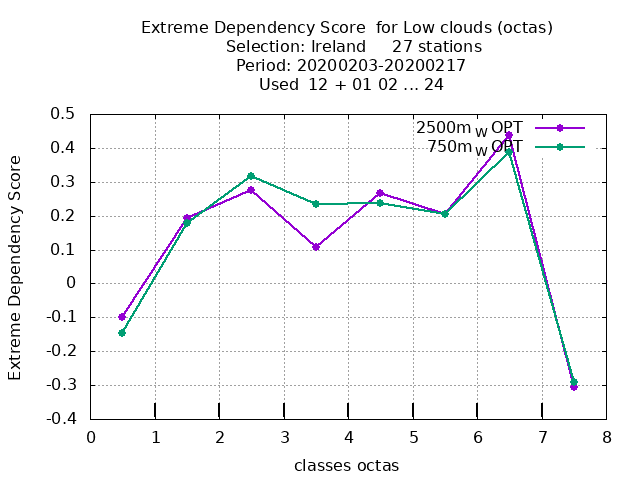 Extreme Dependency Score for Low clouds (octas)
Selection: Ireland 27 stations
Period: 20200203-20200217
Used 12 + 01 02 ... 24
2500m W OPT
750m W OPT
Extreme Dependency Score
0.5
0.4
0.3
0.2
0.1
0
-0.1
-0.2
-0.3
-0.4
0 1 2 3 4 5 6 7 8
classes octas